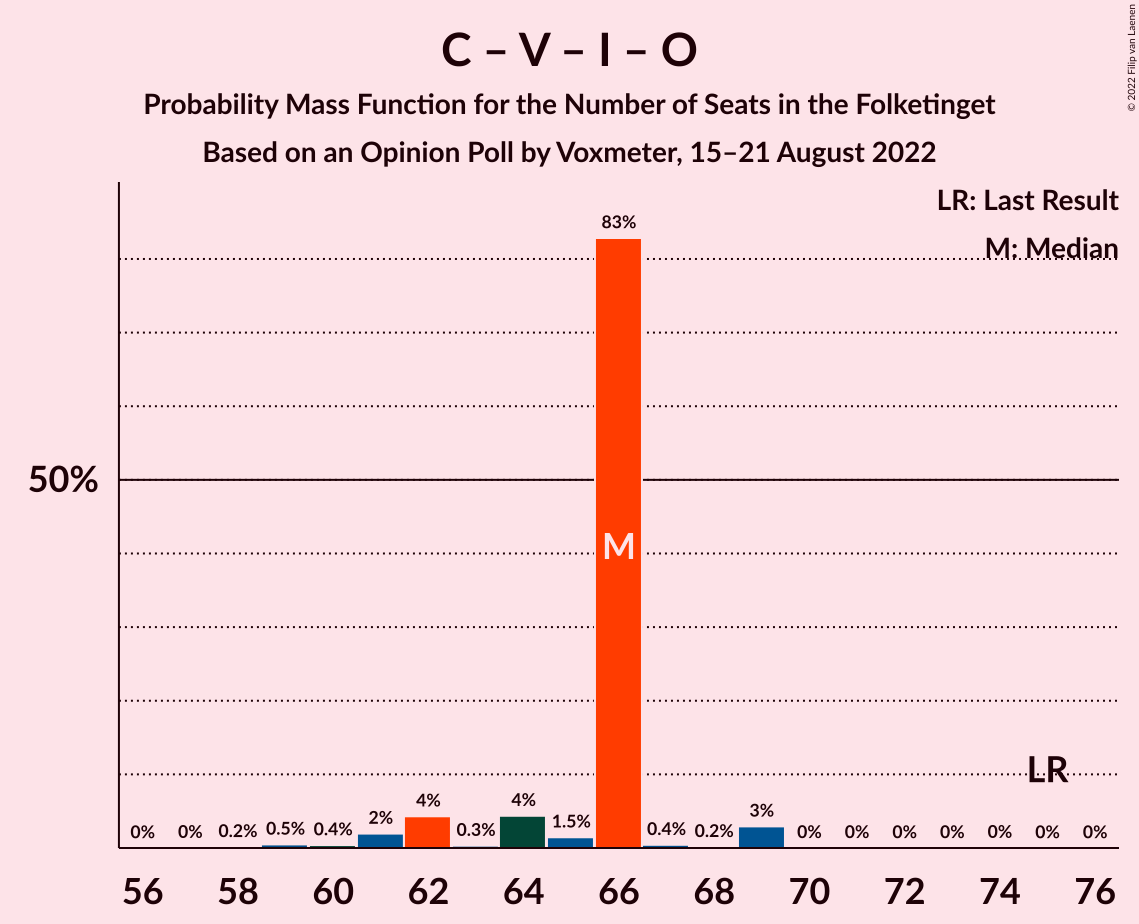 C – V – I – O
Probability Mass Function for the Number of Seats in the Folketinget
Based on an Opinion Poll by Voxmeter, 15–21 August 2022
© 2022 Filip van Laenen
LR: Last Result
M: Median
83%
50%
M
LR
0% 0% 0.2% 0.5% 0.4% 2% 4% 0.3% 4% 1.5% 0.4% 0.2% 3% 0% 0% 0% 0% 0% 0% 0%
56 58 60 62 64 66 68 70 72 74 76